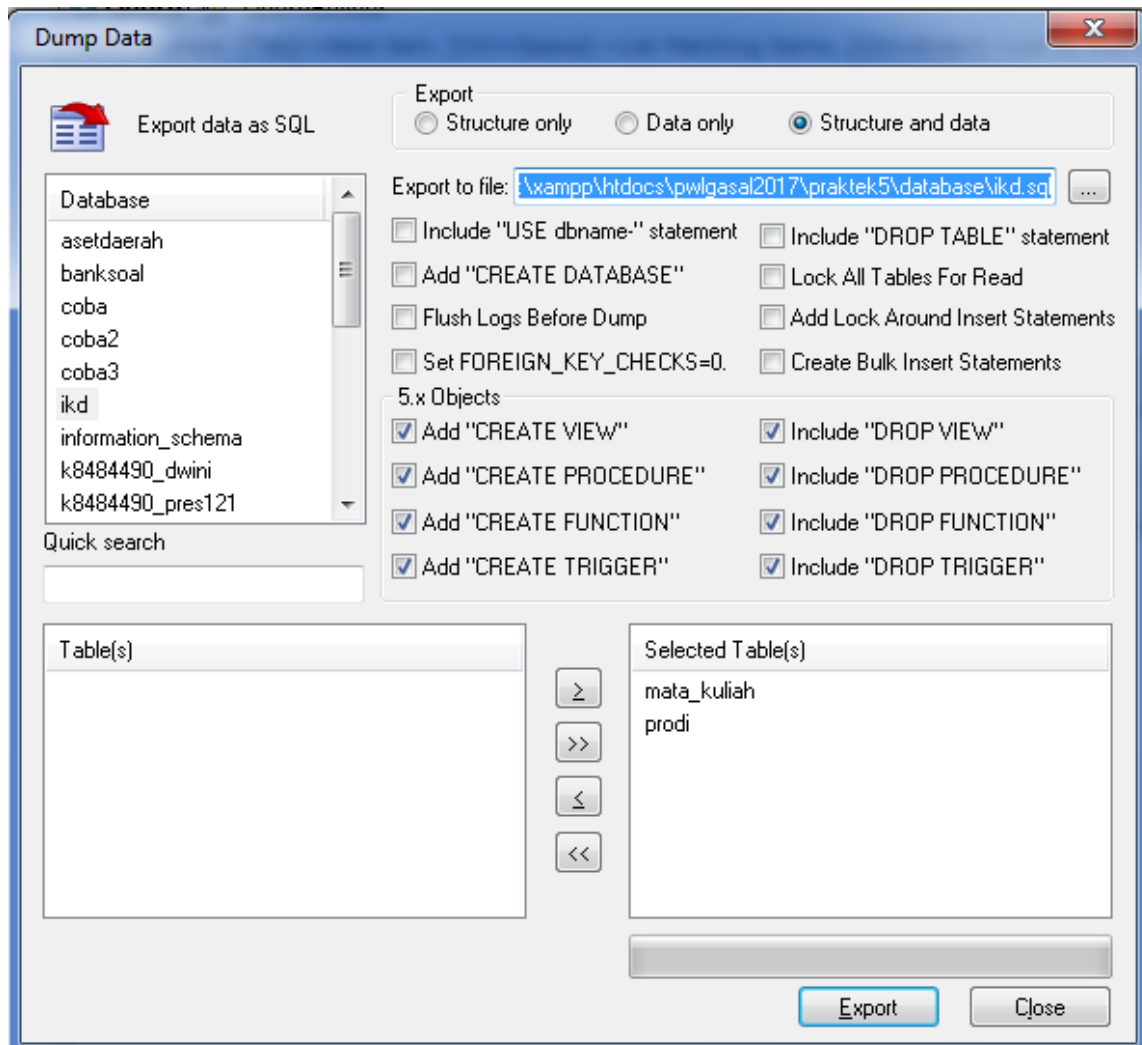 Dump Data
Export data as SQL
Export
Structure only
Data only
Structure and data
Export to file: :\xampp\htdocs\pwlgasal2017\praktek5\database\ikd.sql
...
Include "USE dbname-" statement
Include "DROP TABLE" statement
Add "CREATE DATABASE"
Lock All Tables For Read
Flush Logs Before Dump
Add Lock Around Insert Statements
Set FOREIGN_KEY_CHECKS=0.
Create Bulk Insert Statements
5.x Objects
Add "CREATE VIEW"
Include "DROP VIEW"
Add "CREATE PROCEDURE"
Include "DROP PROCEDURE"
Add "CREATE FUNCTION"
Include "DROP FUNCTION"
Add "CREATE TRIGGER"
Include "DROP TRIGGER"
Database
asetdaerah
banksoal
coba
coba2
coba3
ikd
information_schema
k8484490_dwini
k8484490_pres121
Quick search
Table(s)
>
>>
<
<<
Selected Table(s)
mata_kuliah
prodi
Export
Close